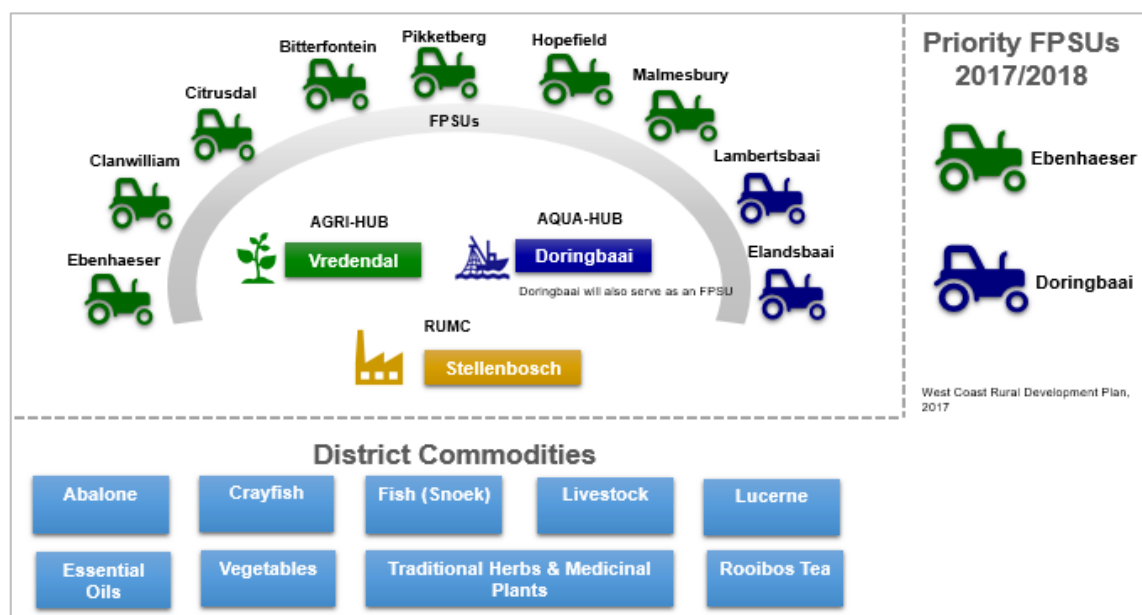 Pikketberg
Hopefield
Bitterfontein
Malmesbury
Citrusdal
FPSUs
Lambertsbaai
Clanwilliam
AGRI-HUB
AQUA-HUB
Ebenhaeser
Vredendal
Doringbaai
Elandsbaai
Doringbaai will also serve as an FPSU
RUMC
Stellenbosch
Priority FPSUs
2017/2018
Ebenhaeser
Doringbaai
West Coast Rural Development Plan,
2017
District Commodities
Abalone
Crayfish
Fish (Snoek)
Livestock
Lucerne
Essential
Oils
Vegetables
Traditional Herbs & Medicinal
Plants
Rooibos Tea